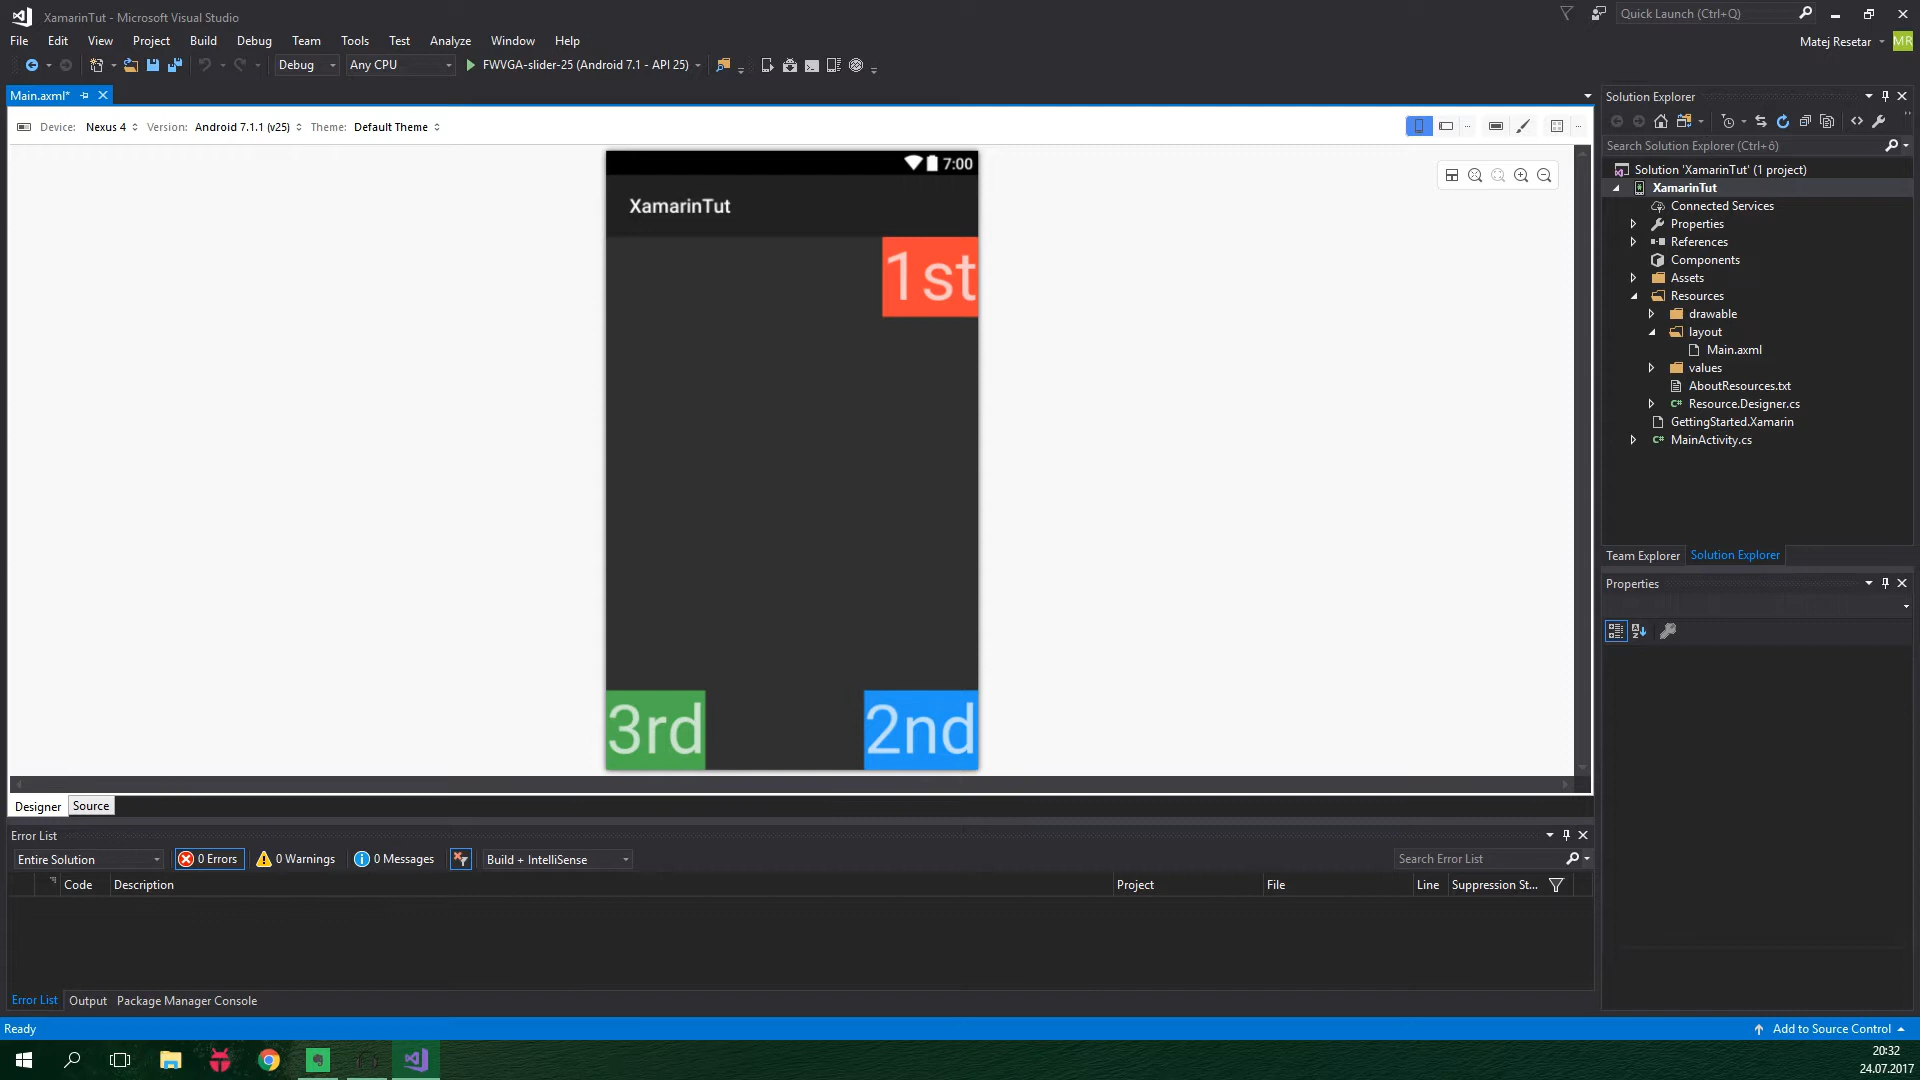 XamarinTut - Microsoft Visual Studio
Quick Launch (Ctrl+Q)
File Edit View Project Build Debug Team Tools Test Analyze Window Help
Matej Resetar MR
Debug Any CPU FWVGA-slider-25 (Android 7.1 - API 25)
Main.axml*
Device: Nexus 4 Version: Android 7.1.1 (v25) Theme: Default Theme
7:00
XamarinTut
1st
3rd 2nd
Designer Source
Solution Explorer
Search Solution Explorer (Ctrl+ô)
Solution 'XamarinTut' (1 project)
XamarinTut
Connected Services
Properties
References
Components
Assets
Resources
drawable
layout
Main.axml
values
AboutResources.txt
C# Resource.Designer.cs
GettingStarted.Xamarin
C# MainActivity.cs
Team Explorer Solution Explorer
Properties
Error List
Entire Solution 0 Errors 0 Warnings 0 Messages Build + IntelliSense Search Error List
Code Description Project File Line Suppression St...
Error List Output Package Manager Console
Ready Add to Source Control
20:32
24.07.2017